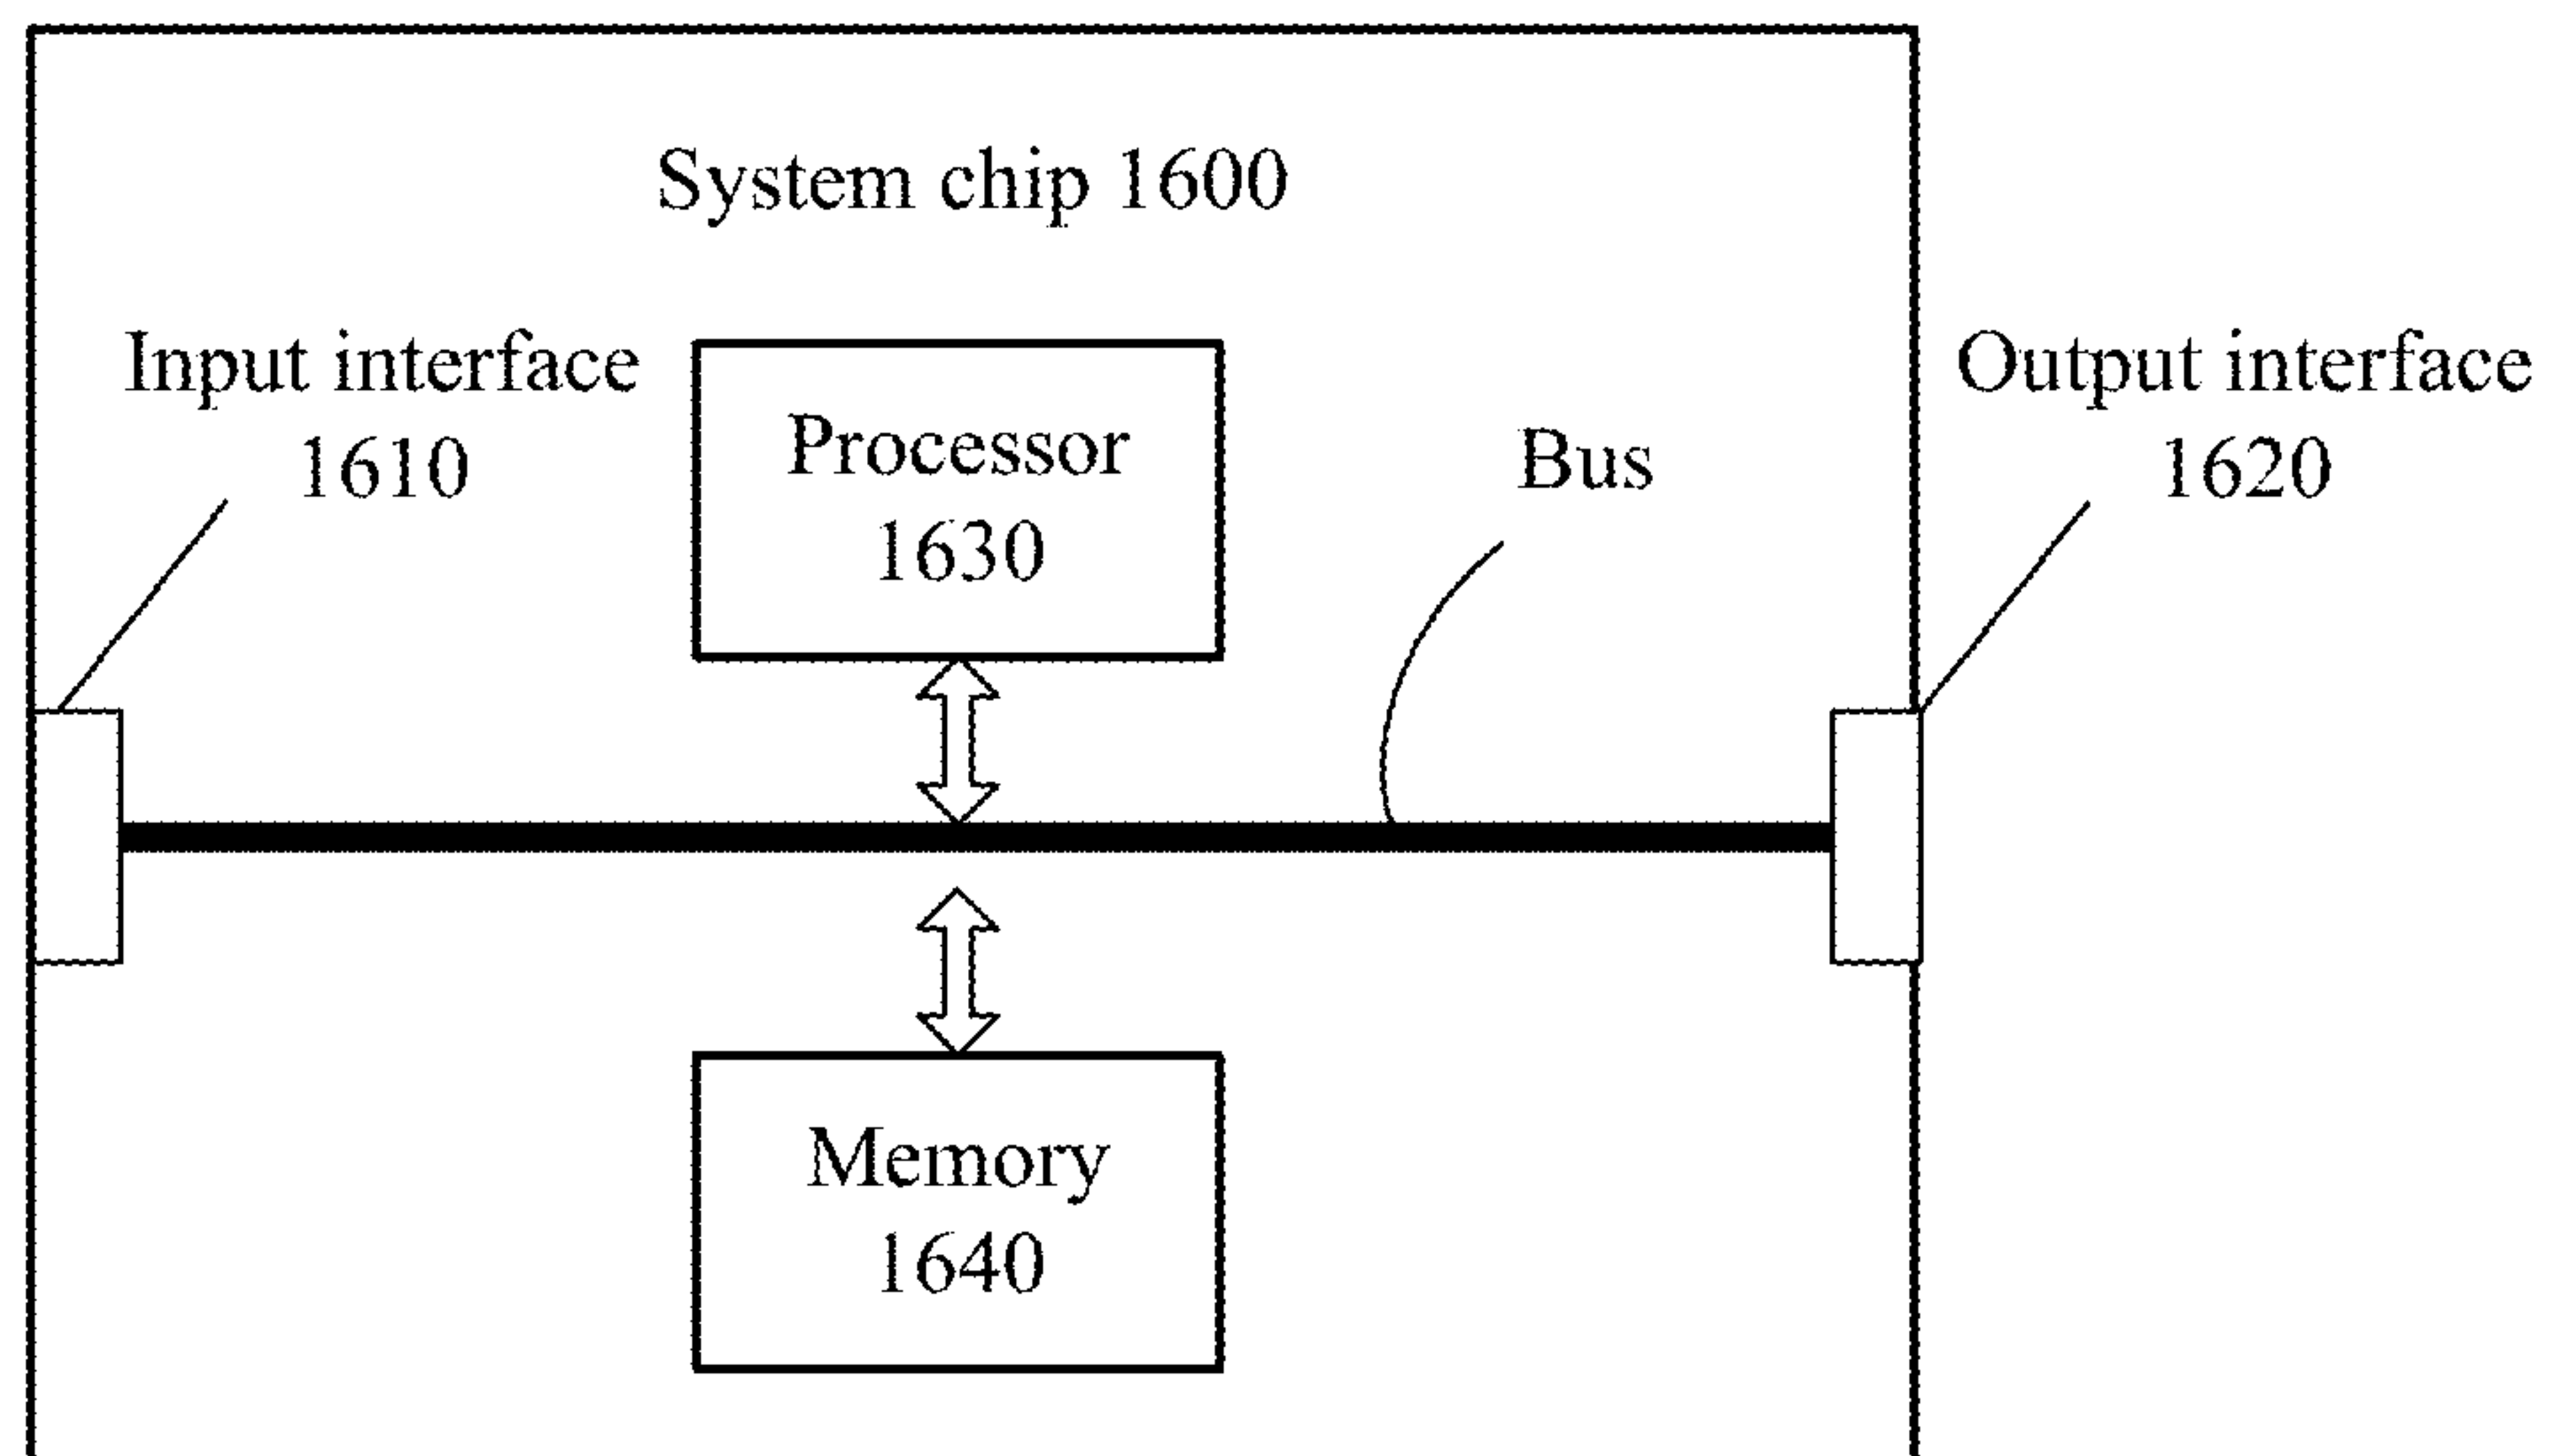 System chip 1600
Input interface
1610
Processor
1630
Bus
Output interface
1620
Memory
1640